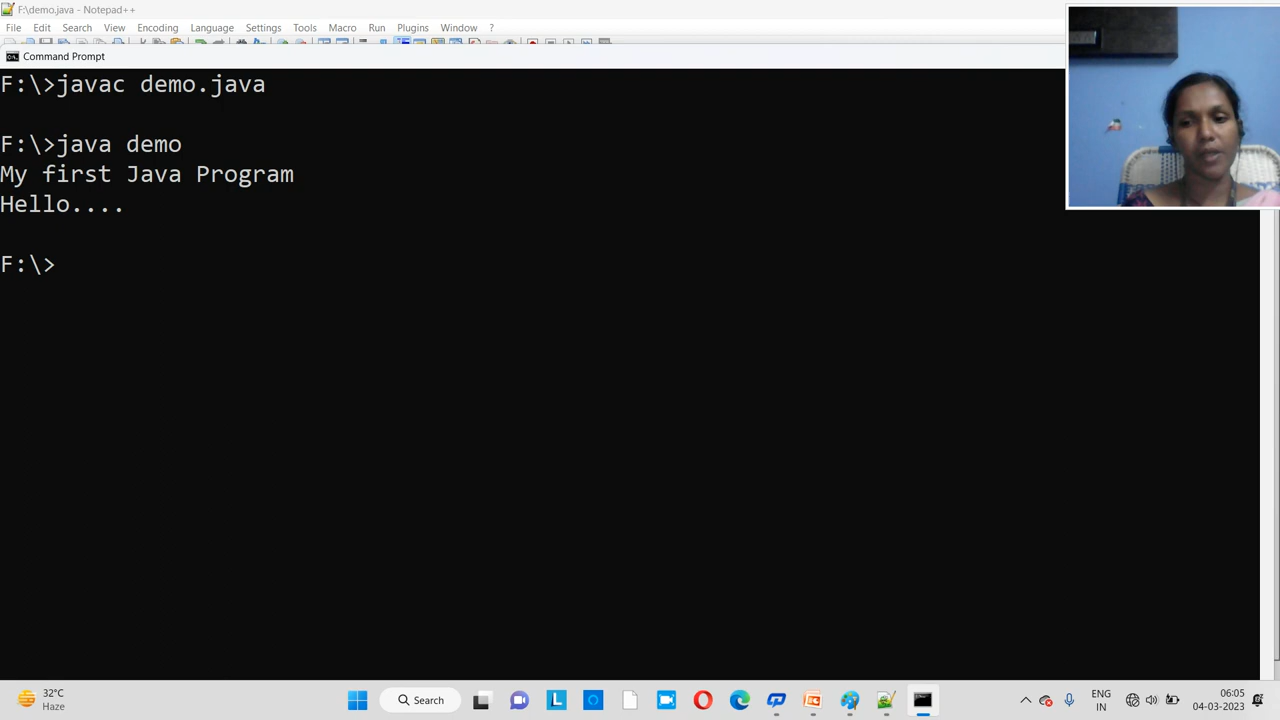 F:\demo.java - Notepad++
File Edit Search View Encoding Language Settings Tools Macro Run Plugins Window ?
Command Prompt
F:\>javac demo.java
F:\>java demo
My first Java Program
Hello....
F:\>
32°C
Haze
Search
ENG
IN
06:05
04-03-2023